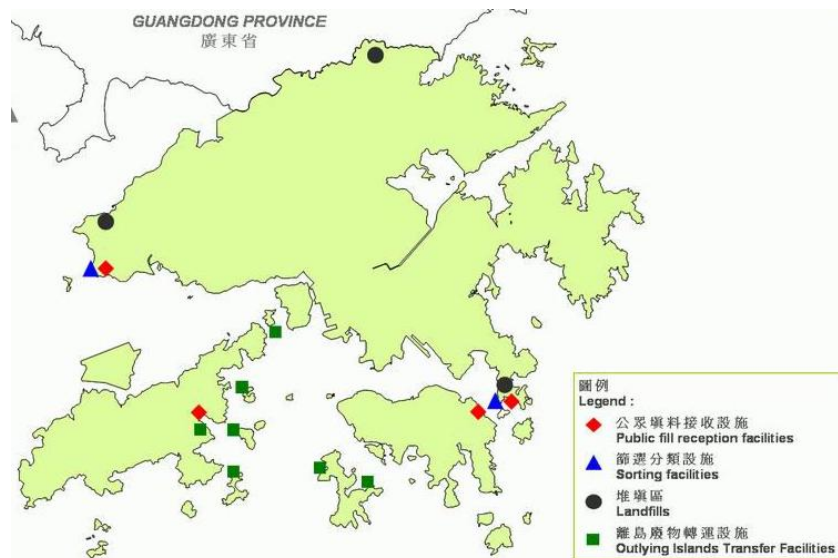 GUANGDONG PROVINCE
廣東省
圖例
Legend :
公眾填料接收設施
Public fill reception facilities
篩選分類設施
Sorting facilities
堆填區
Landfills
離島廢物轉運設施
Outlying Islands Transfer Facilities